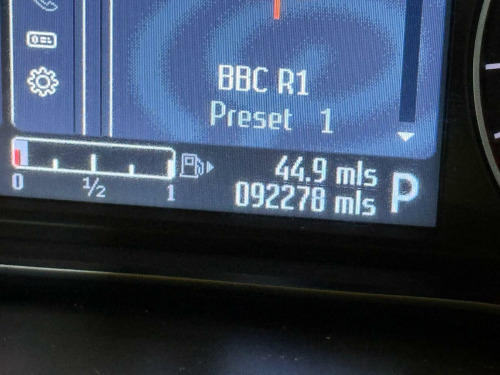 BBC R1
Preset 1
44.9 mls
0 1/2 1 092278 mls P